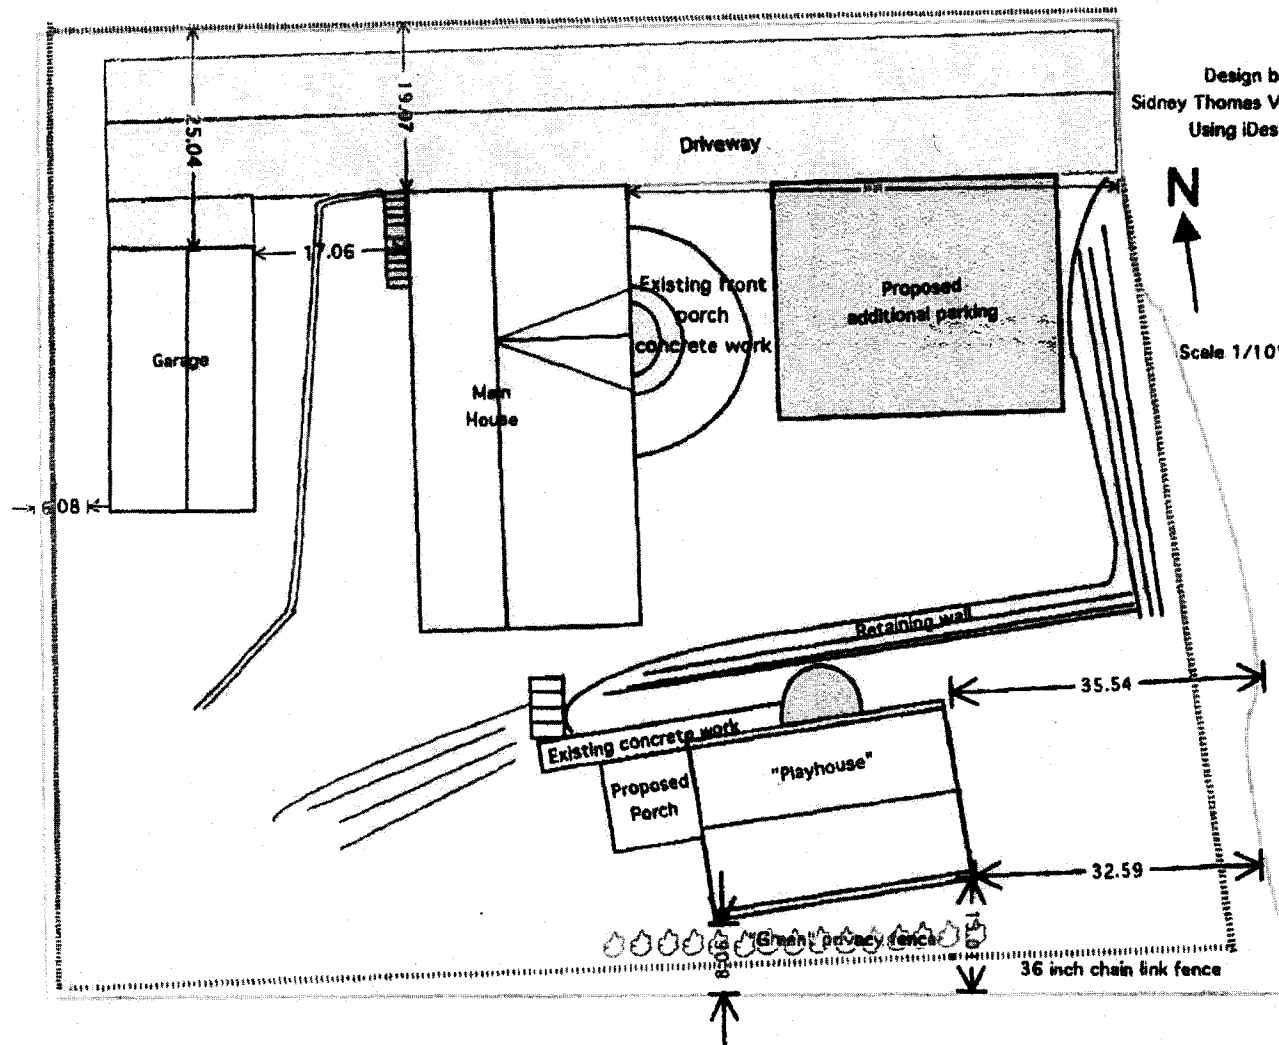 Design b
Sidney Thomas V
Using iDes
N
Scale 1/10'
25.04
19.07
Driveway
17.06
Existing front
porch
concrete work
Proposed
additional parking
Garage
Main
House
6.08
Retaining wall
35.54
Existing concrete work
"Playhouse"
Proposed
Porch
32.59
"Green" privacy fence
36 inch chain link fence